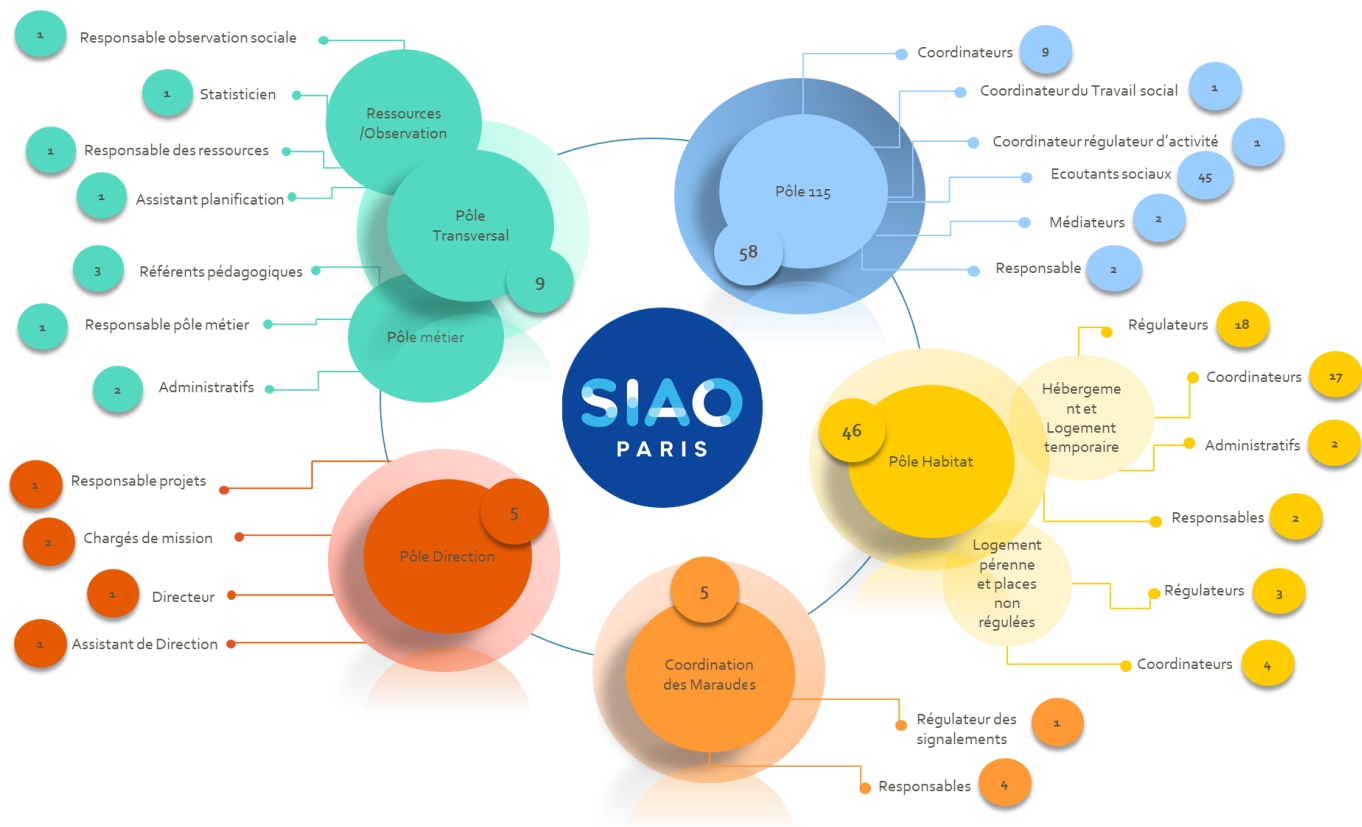 1 Responsable observation sociale
1 Statisticien
1 Responsable des ressources
1 Assistant planification
3 Référents pédagogiques
1 Responsable pôle métier
2 Administratifs
Ressources
/Observation
Pôle
Transversal
9
Pôle métier
Coordinateurs 9
Coordinateur du Travail social 1
Coordinateur régulateur d’activité 1
Ecoutants sociaux 45
Médiateurs 2
Responsable 2
Pôle 115
58
SIAO
PARIS
Régulateurs 18
Coordinateurs 17
Administratifs 2
Responsables 2
Régulateurs 3
Coordinateurs 4
Hébergeme
nt et
Logement
temporaire
46
Pôle Habitat
Logement
pérenne
et places
non
régulées
1 Responsable projets
2 Chargés de mission
1 Directeur
1 Assistant de Direction
5
Pôle Direction
5
Coordination
des Maraudes
Régulateur des
signalements
1
Responsables 4